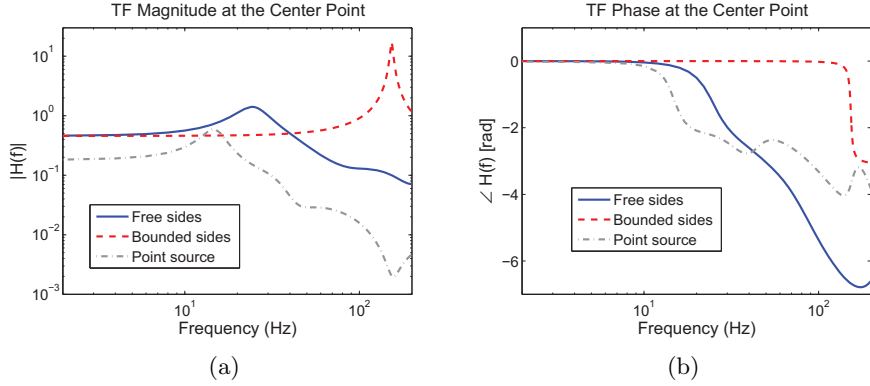 TF Magnitude at the Center Point
10^1
10^0
10^-1
10^-2
10^-3
|H(f)|
Free sides
Bounded sides
Point source
10^1
10^2
Frequency (Hz)
(a)
TF Phase at the Center Point
0
−2
−4
−6
∠ H(f) [rad]
Free sides
Bounded sides
Point source
10^1
10^2
Frequency (Hz)
(b)